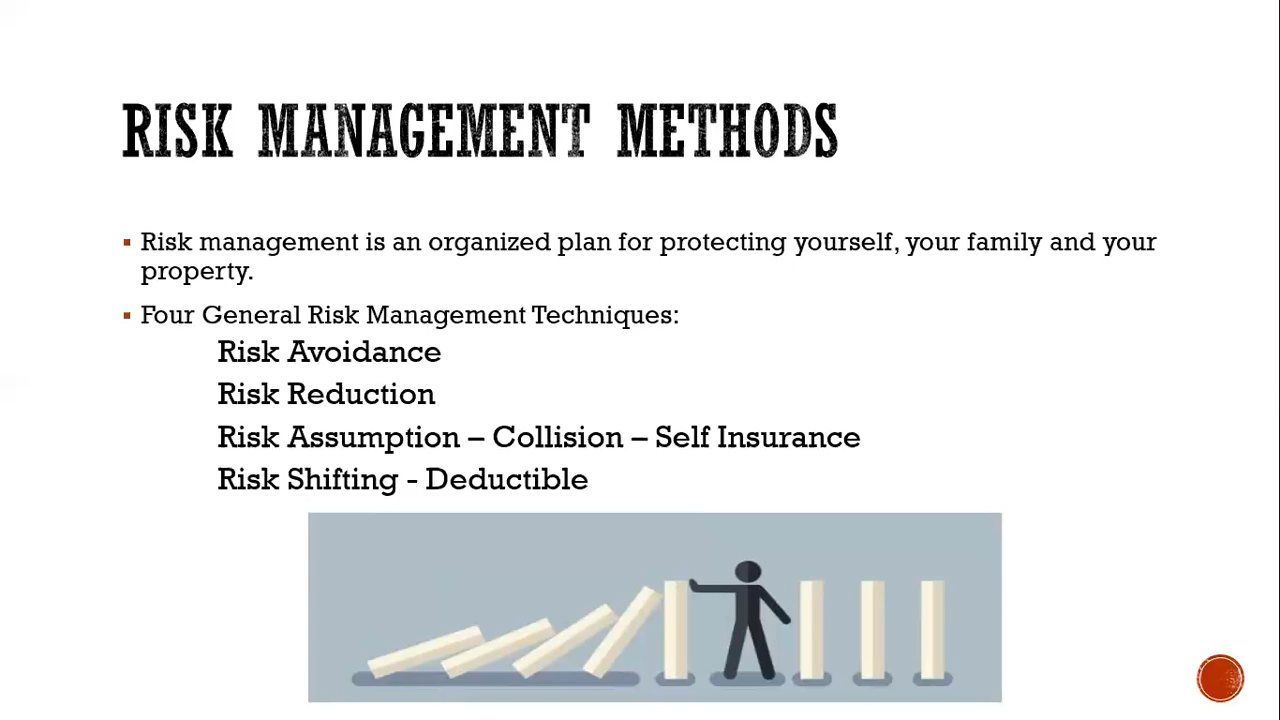 RISK MANAGEMENT METHODS
▪ Risk management is an organized plan for protecting yourself, your family and your
property.
▪ Four General Risk Management Techniques:
Risk Avoidance
Risk Reduction
Risk Assumption – Collision – Self Insurance
Risk Shifting - Deductible